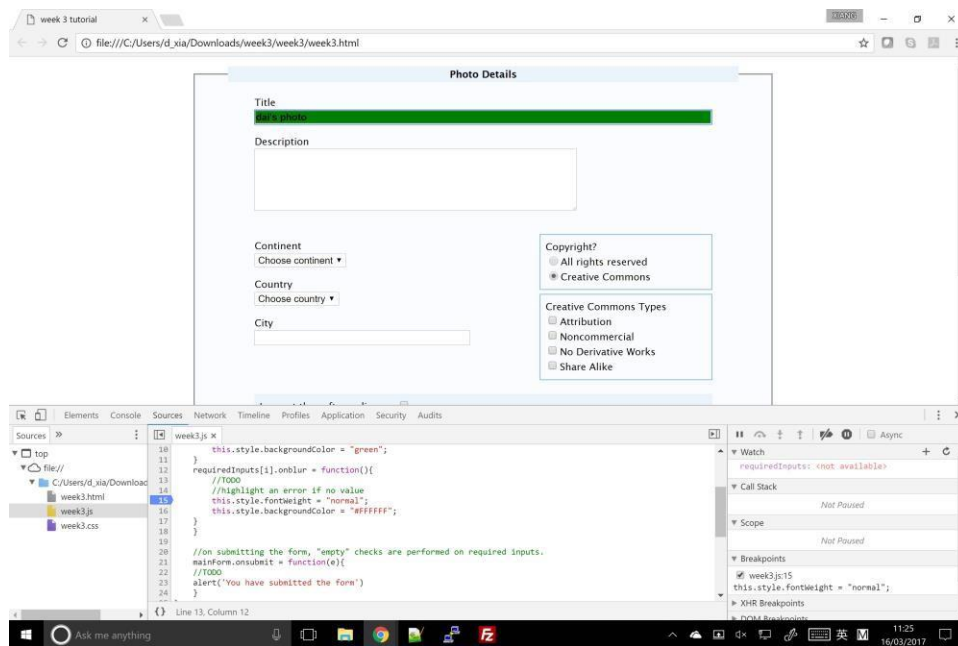 week 3 tutorial
XIANG
file:///C:/Users/d_xia/Downloads/week3/week3/week3.html
Photo Details
Title
dai's photo
Description
Continent
Choose continent
Country
Choose country
City
Copyright?
All rights reserved
Creative Commons
Creative Commons Types
Attribution
Noncommercial
No Derivative Works
Share Alike
Elements Console Sources Network Timeline Profiles Application Security Audits
Sources
week3.js
Async
top
file://
C:/Users/d_xia/Download
week3.html
week3.js
week3.css
10 this.style.backgroundColor = "green";
11 }
12 requiredInputs[i].onblur = function(){
13 //TODO
14 //highlight an error if no value
15 this.style.fontWeight = "normal";
16 this.style.backgroundColor = "#FFFFFF";
17 }
18 }
19
20 //on submitting the form, "empty" checks are performed on required inputs.
21 mainForm.onsubmit = function(e){
22 //TODO
23 alert('You have submitted the form')
24 }
{} Line 13, Column 12
Watch
requiredInputs: <not available>
Call Stack
Not Paused
Scope
Not Paused
Breakpoints
week3.js:15
this.style.fontWeight = "normal";
XHR Breakpoints
DOM Breakpoints
Ask me anything
英
M
11:25
16/03/2017